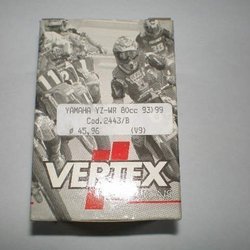 YAMAHA YZ-WR 80cc 93)99
Cod.2443/B
# 45,96 (V9)
VERTEX